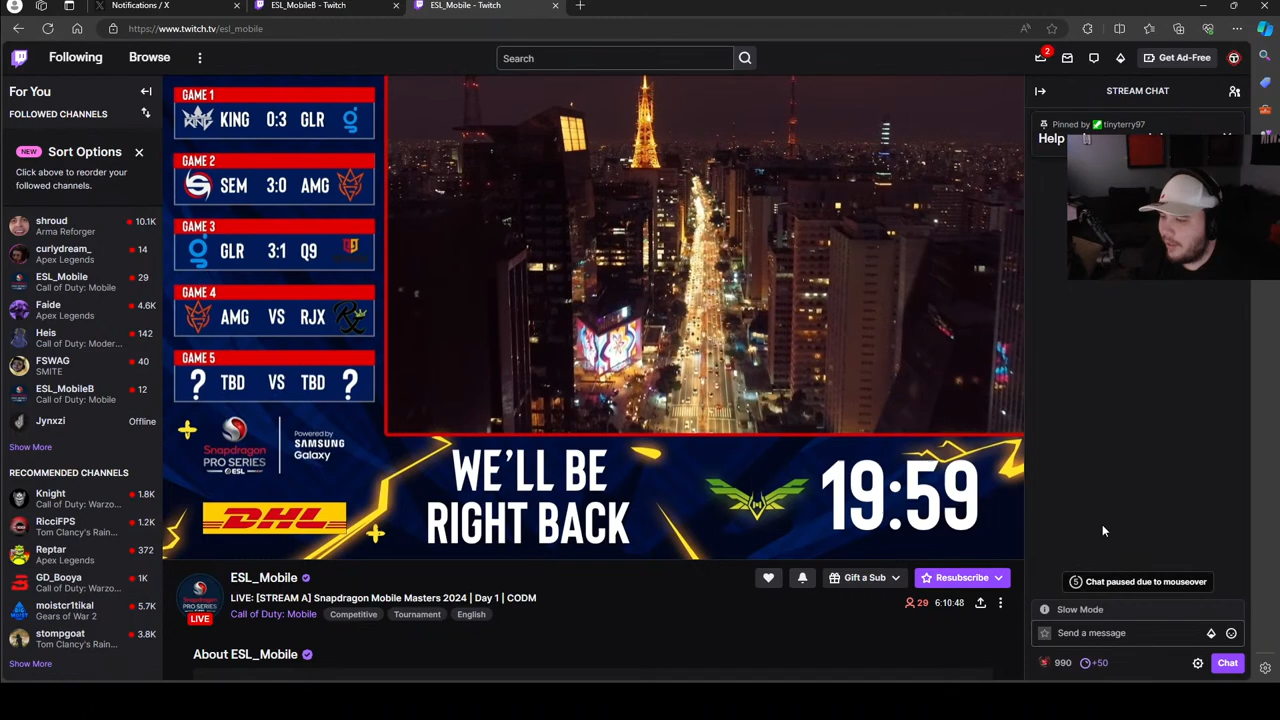 Notifications / X
ESL_MobileB - Twitch
ESL_Mobile - Twitch
https://www.twitch.tv/esl_mobile
Following
Browse
Search
2
Get Ad-Free
For You
FOLLOWED CHANNELS
NEW Sort Options
Click above to reorder your
followed channels.
shroud 10.1K
Arma Reforger
curlydream_ 14
Apex Legends
ESL_Mobile 29
Call of Duty: Mobile
Faide 4.6K
Apex Legends
Heis 142
Call of Duty: Moder...
FSWAG 40
SMITE
ESL_MobileB 12
Call of Duty: Mobile
Jynxzi Offline
Show More
RECOMMENDED CHANNELS
Knight 1.8K
Call of Duty: Warzo...
RicciFPS 1.2K
Tom Clancy's Rain...
Reptar 372
Apex Legends
GD_Booya 1K
Call of Duty: Warzo...
moistcr1tikal 5.7K
Gears of War 2
stompgoat 3.8K
Tom Clancy's Rain...
Show More
GAME 1
KING 0:3 GLR
GAME 2
SEM 3:0 AMG
GAME 3
GLR 3:1 Q9
GAME 4
AMG VS RJX
GAME 5
? TBD VS TBD ?
Snapdragon
PRO SERIES
ESL
Powered by
SAMSUNG
Galaxy
DHL
WE'LL BE
RIGHT BACK
19:59
LIVE
ESL_Mobile
LIVE: [STREAM A] Snapdragon Mobile Masters 2024 | Day 1 | CODM
Call of Duty: Mobile Competitive Tournament English
Gift a Sub
Resubscribe
29 6:10:48
About ESL_Mobile
STREAM CHAT
Pinned by tinyterry97
Help
Chat paused due to mouseover
Slow Mode
Send a message
990 +50
Chat